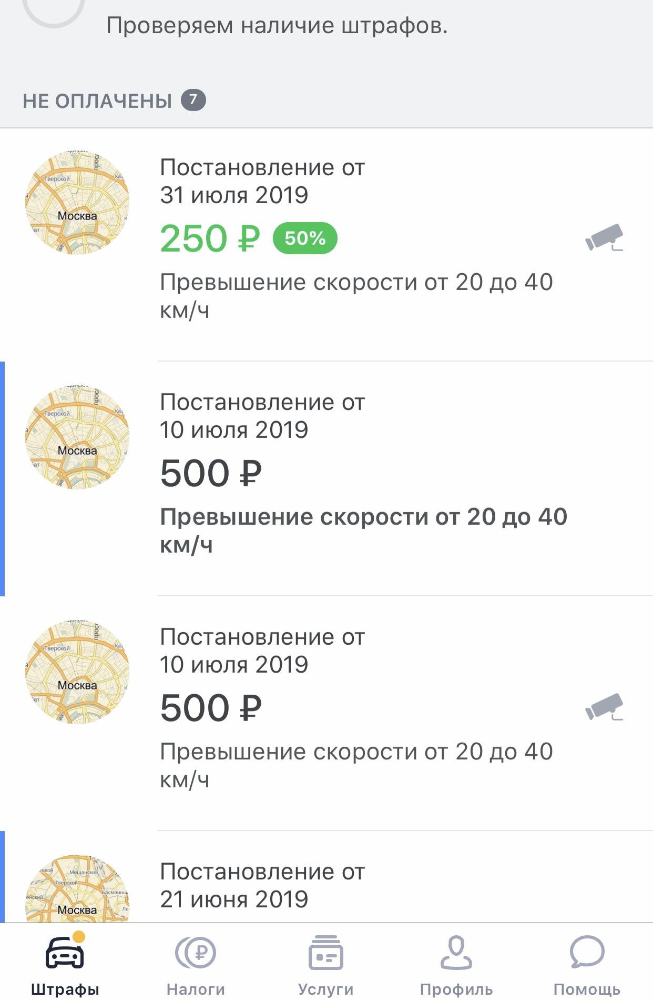 Проверяем наличие штрафов.
НЕ ОПЛАЧЕНЫ 7
Постановление от
31 июля 2019
Тверской
Москва
250 ₽ 50%
Превышение скорости от 20 до 40
км/ч
Постановление от
10 июля 2019
Тверской
Москва
500 ₽
Превышение скорости от 20 до 40
км/ч
Постановление от
10 июля 2019
Тверской
Москва
500 ₽
Превышение скорости от 20 до 40
км/ч
Постановление от
21 июня 2019
Мещанский
Тверской
Москва
Штрафы Налоги Услуги Профиль Помощь